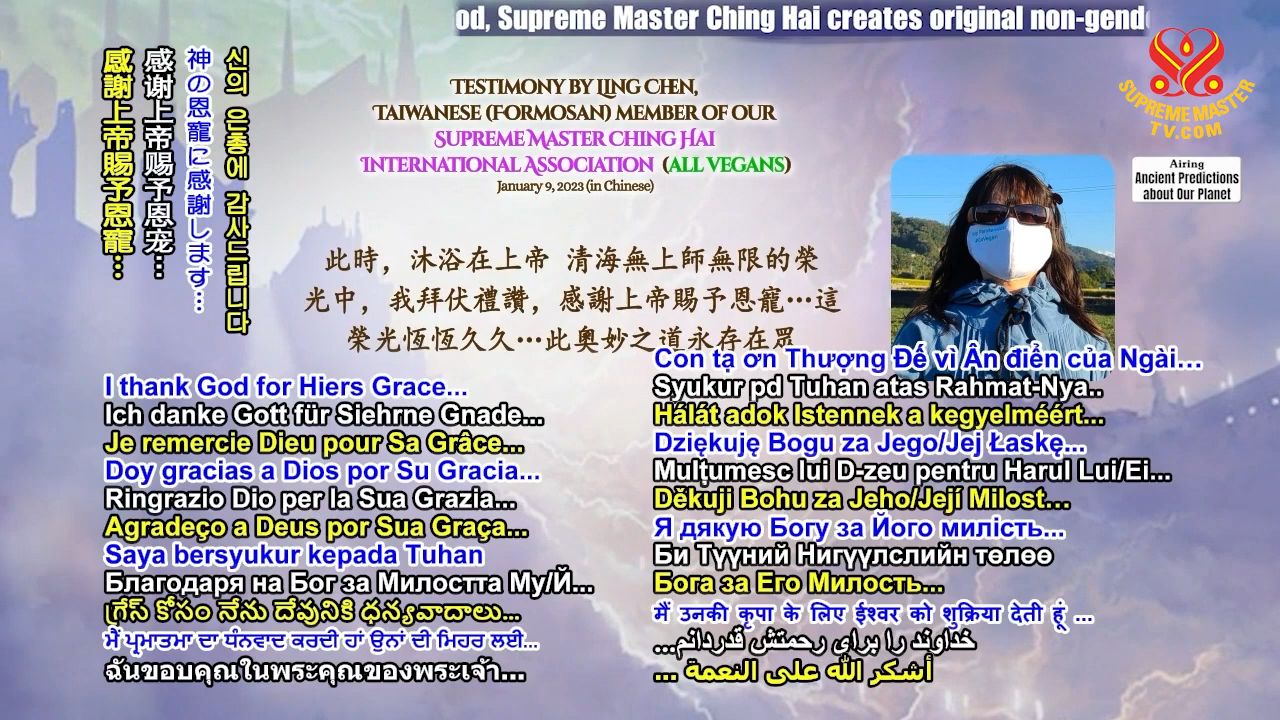 od, Supreme Master Ching Hai creates original non-gend
SUPREME MASTER
TV.COM
Airing
Ancient Predictions
about Our Planet
感謝上帝賜予恩寵…
感谢上帝赐予恩宠…
神の恩寵に感謝します…
신의 은총에 감사드립니다
Testimony by Ling Chen,
Taiwanese (Formosan) member of our
Supreme Master Ching Hai
International Association (all vegans)
January 9, 2023 (in Chinese)
此時，沐浴在上帝 清海無上師無限的榮
光中，我拜伏禮讚，感謝上帝賜予恩寵…這
榮光恆恆久久…此奧妙之道永存在眾
I thank God for Hiers Grace...
Ich danke Gott für Siehrne Gnade...
Je remercie Dieu pour Sa Grâce...
Doy gracias a Dios por Su Gracia...
Ringrazio Dio per la Sua Grazia...
Agradeço a Deus por Sua Graça...
Saya bersyukur kepada Tuhan
Благодаря на Бог за Милостта Му/Й...
గ్రేస్ కోసం నేను దేవునికి ధన్యవాదాలు...
ਮੈਂ ਪ੍ਰਮਾਤਮਾ ਦਾ ਧੰਨਵਾਦ ਕਰਦੀ ਹਾਂ ਉਨਾਂ ਦੀ ਮਿਹਰ ਲਈ...
ฉันขอบคุณในพระคุณของพระเจ้า...
Con tạ ơn Thượng Đế vì Ân điển của Ngài...
Syukur pd Tuhan atas Rahmat-Nya..
Hálát adok Istennek a kegyelméért...
Dziękuję Bogu za Jego/Jej Łaskę...
Mulțumesc lui D-zeu pentru Harul Lui/Ei...
Děkuji Bohu za Jeho/Její Milost...
Я дякую Богу за Його милість...
Би Түүний Нигүүлслийн төлөө
Бога за Его Милость...
मैं उनकी कृपा के लिए ईश्वर को शुक्रिया देती हूं ...
خداوند را برای رحمتش قدردانم...
أشكر الله على النعمة ...